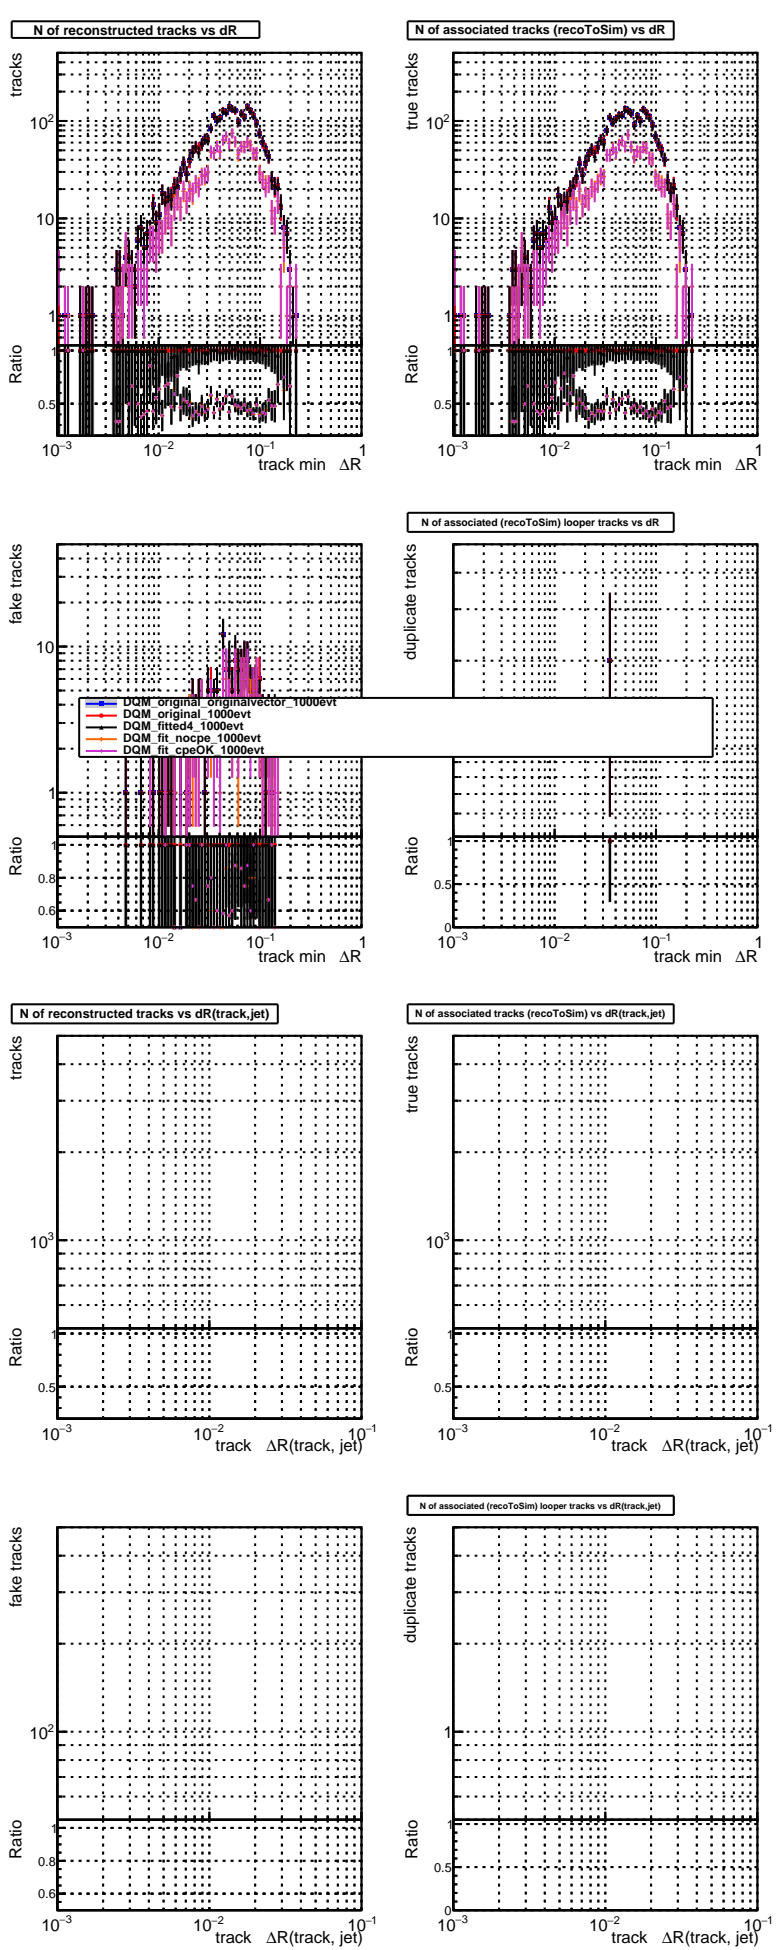 N of reconstructed tracks vs dR
tracks
10²
10
1
Ratio
1
0.5
10⁻³ 10⁻² 10⁻¹ 1
track min ΔR
N of associated tracks (recoToSim) vs dR
true tracks
10²
10
1
Ratio
1
0.5
10⁻³ 10⁻² 10⁻¹ 1
track min ΔR
fake tracks
10
1
Ratio
1
0.8
0.6
10⁻³ 10⁻² 10⁻¹ 1
track min ΔR
N of associated (recoToSim) looper tracks vs dR
duplicate tracks
Ratio
1
0.5
0
10⁻³ 10⁻² 10⁻¹ 1
track min ΔR
DQM_original_originalvector_1000evt
DQM_original_1000evt
DQM_fitted4_1000evt
DQM_fit_nocpe_1000evt
DQM_fit_cpeOK_1000evt
N of reconstructed tracks vs dR(track,jet)
tracks
10³
Ratio
1
0.5
10⁻³ 10⁻² 10⁻¹
track ΔR(track, jet)
N of associated tracks (recoToSim) vs dR(track,jet)
true tracks
10³
Ratio
1
0.5
10⁻³ 10⁻² 10⁻¹
track ΔR(track, jet)
fake tracks
10²
Ratio
1
0.8
0.6
10⁻³ 10⁻² 10⁻¹
track ΔR(track, jet)
N of associated (recoToSim) looper tracks vs dR(track,jet)
duplicate tracks
1
Ratio
1
0.5
0
10⁻³ 10⁻² 10⁻¹
track ΔR(track, jet)